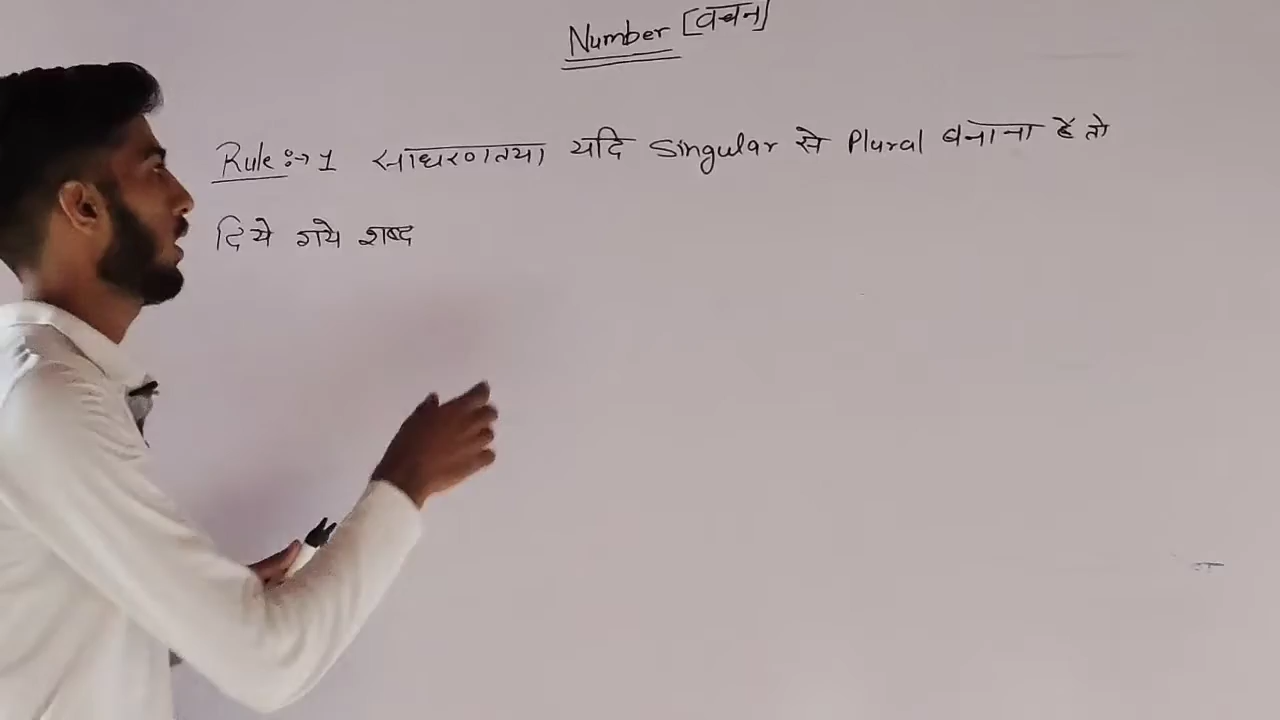 Number [वचन]
Rule :→ 1 साधारणतया यदि Singular से Plural बनाना है तो
दिये गये शब्द